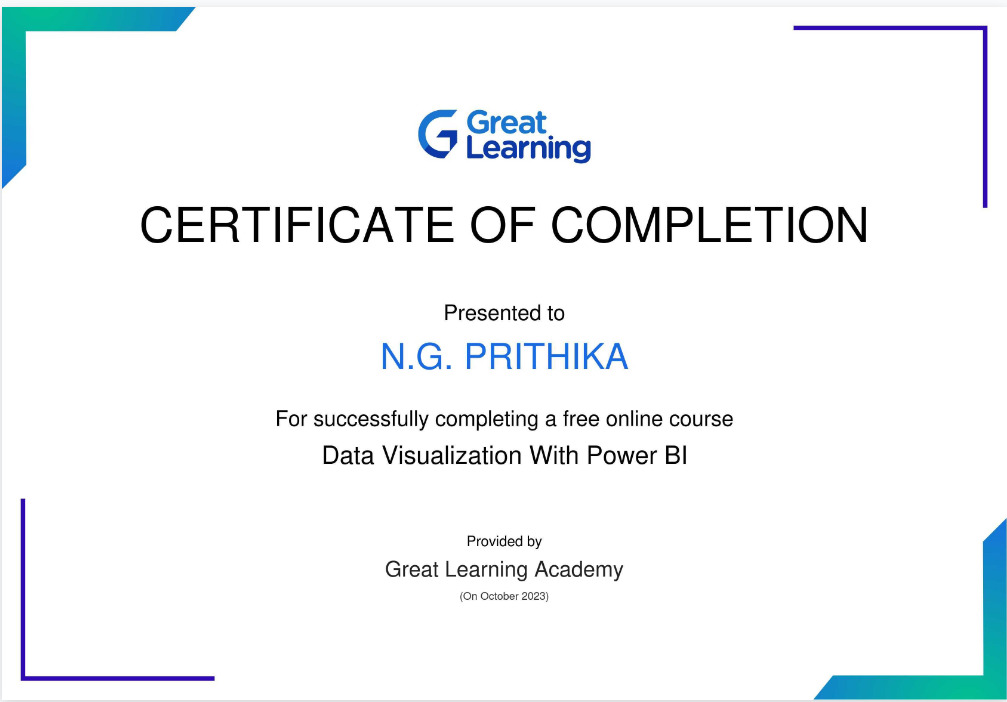 Great
Learning
CERTIFICATE OF COMPLETION
Presented to
N.G. PRITHIKA
For successfully completing a free online course
Data Visualization With Power BI
Provided by
Great Learning Academy
(On October 2023)